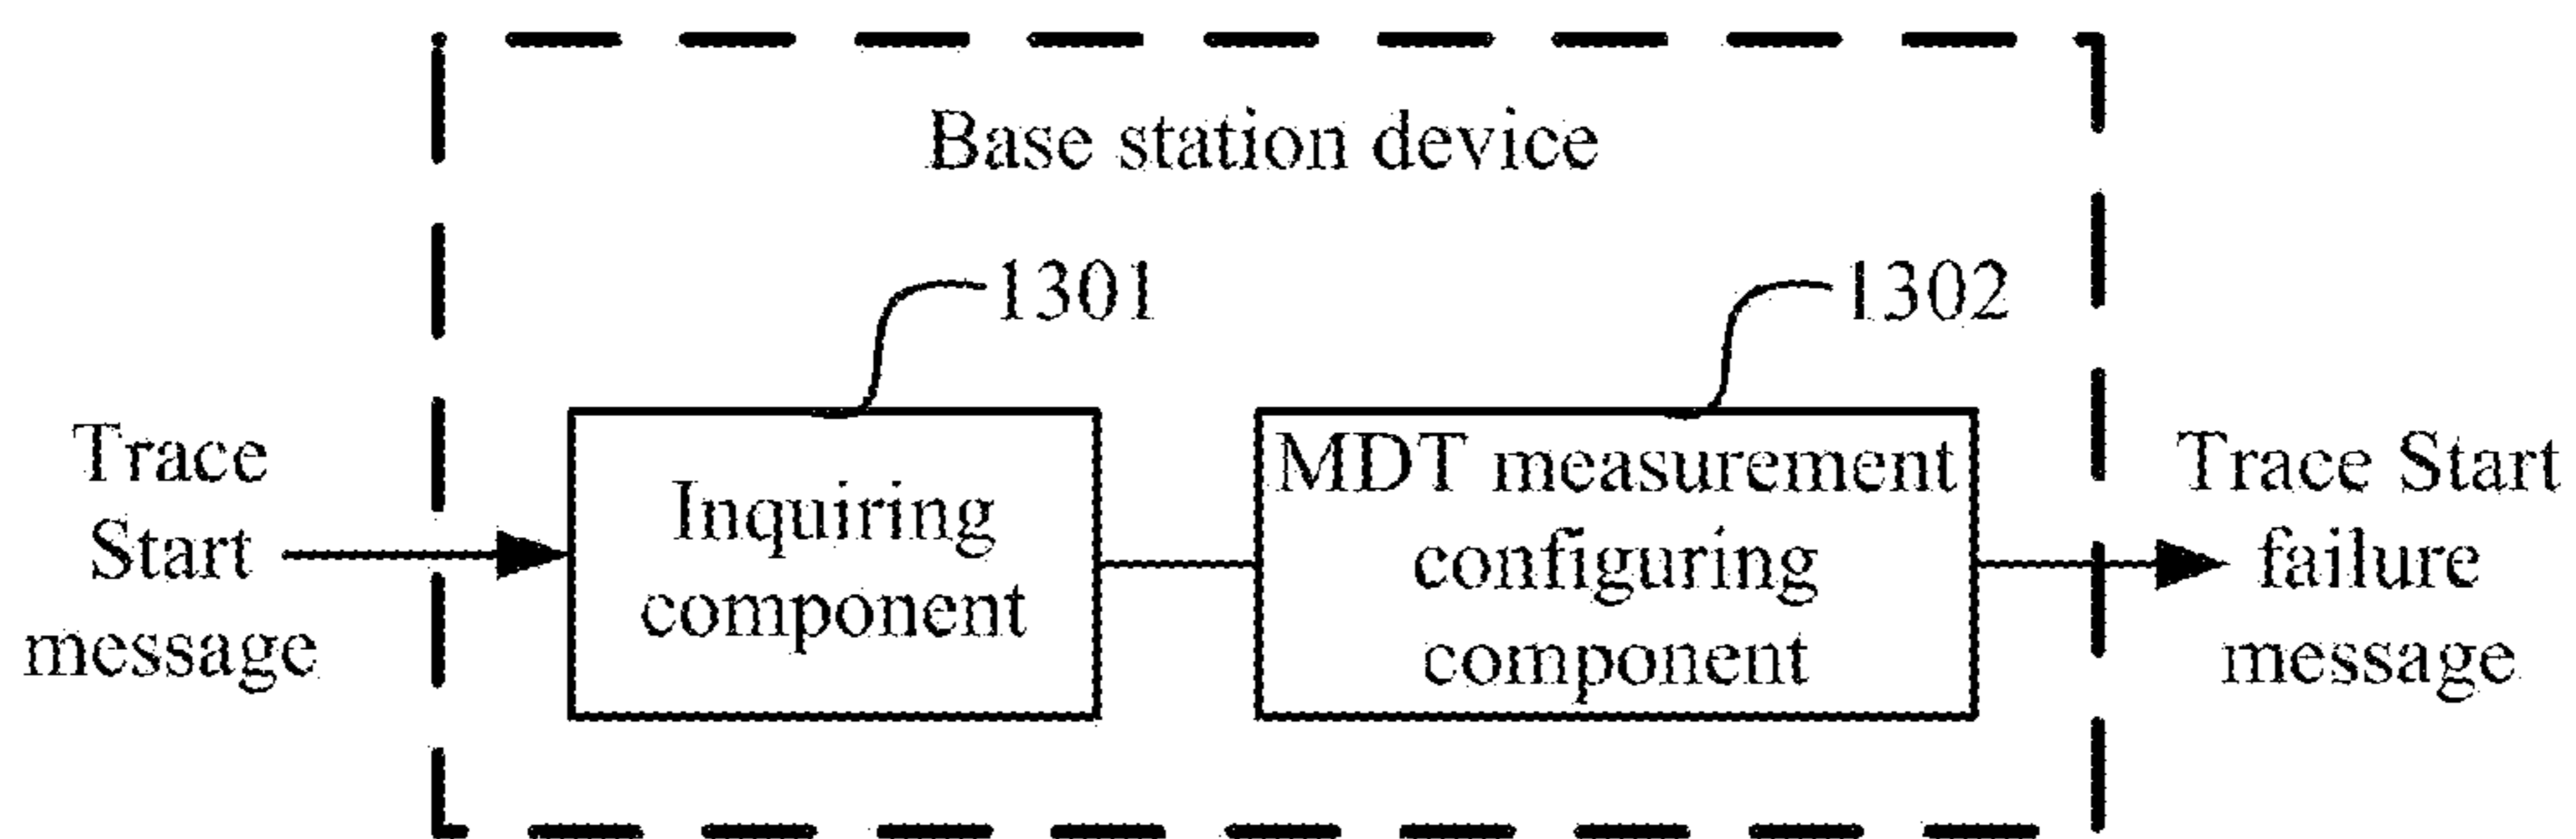 Base station device
1301
1302
Trace
Start
message
Inquiring
component
MDT measurement
configuring
component
Trace Start
failure
message